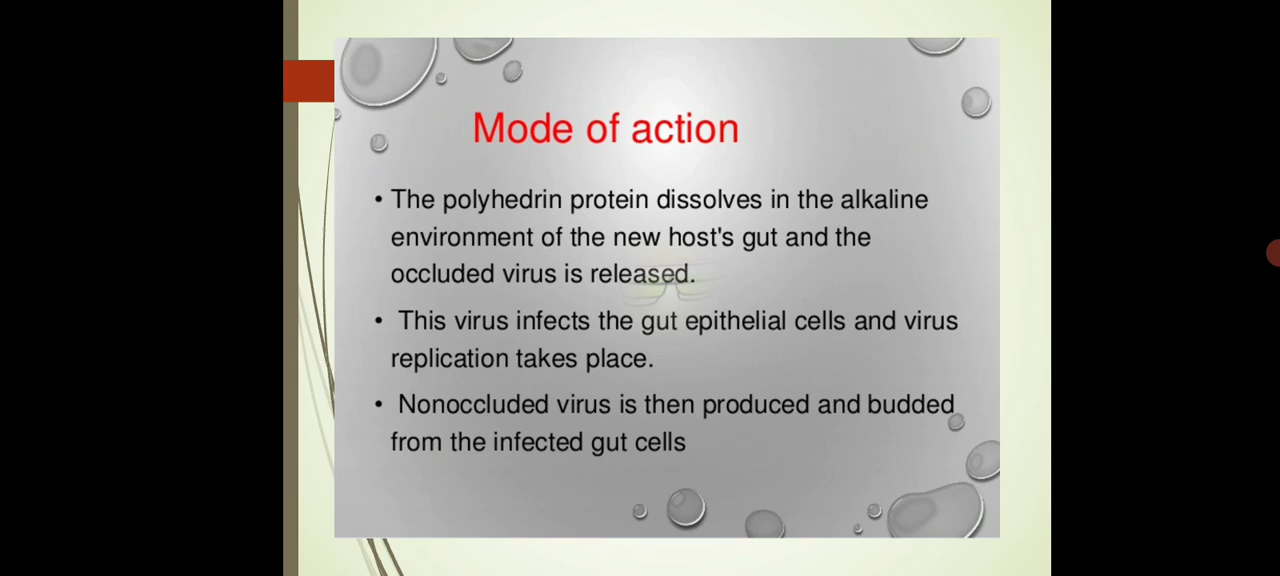 Mode of action
• The polyhedrin protein dissolves in the alkaline
environment of the new host's gut and the
occluded virus is released.
• This virus infects the gut epithelial cells and virus
replication takes place.
• Nonoccluded virus is then produced and budded
from the infected gut cells